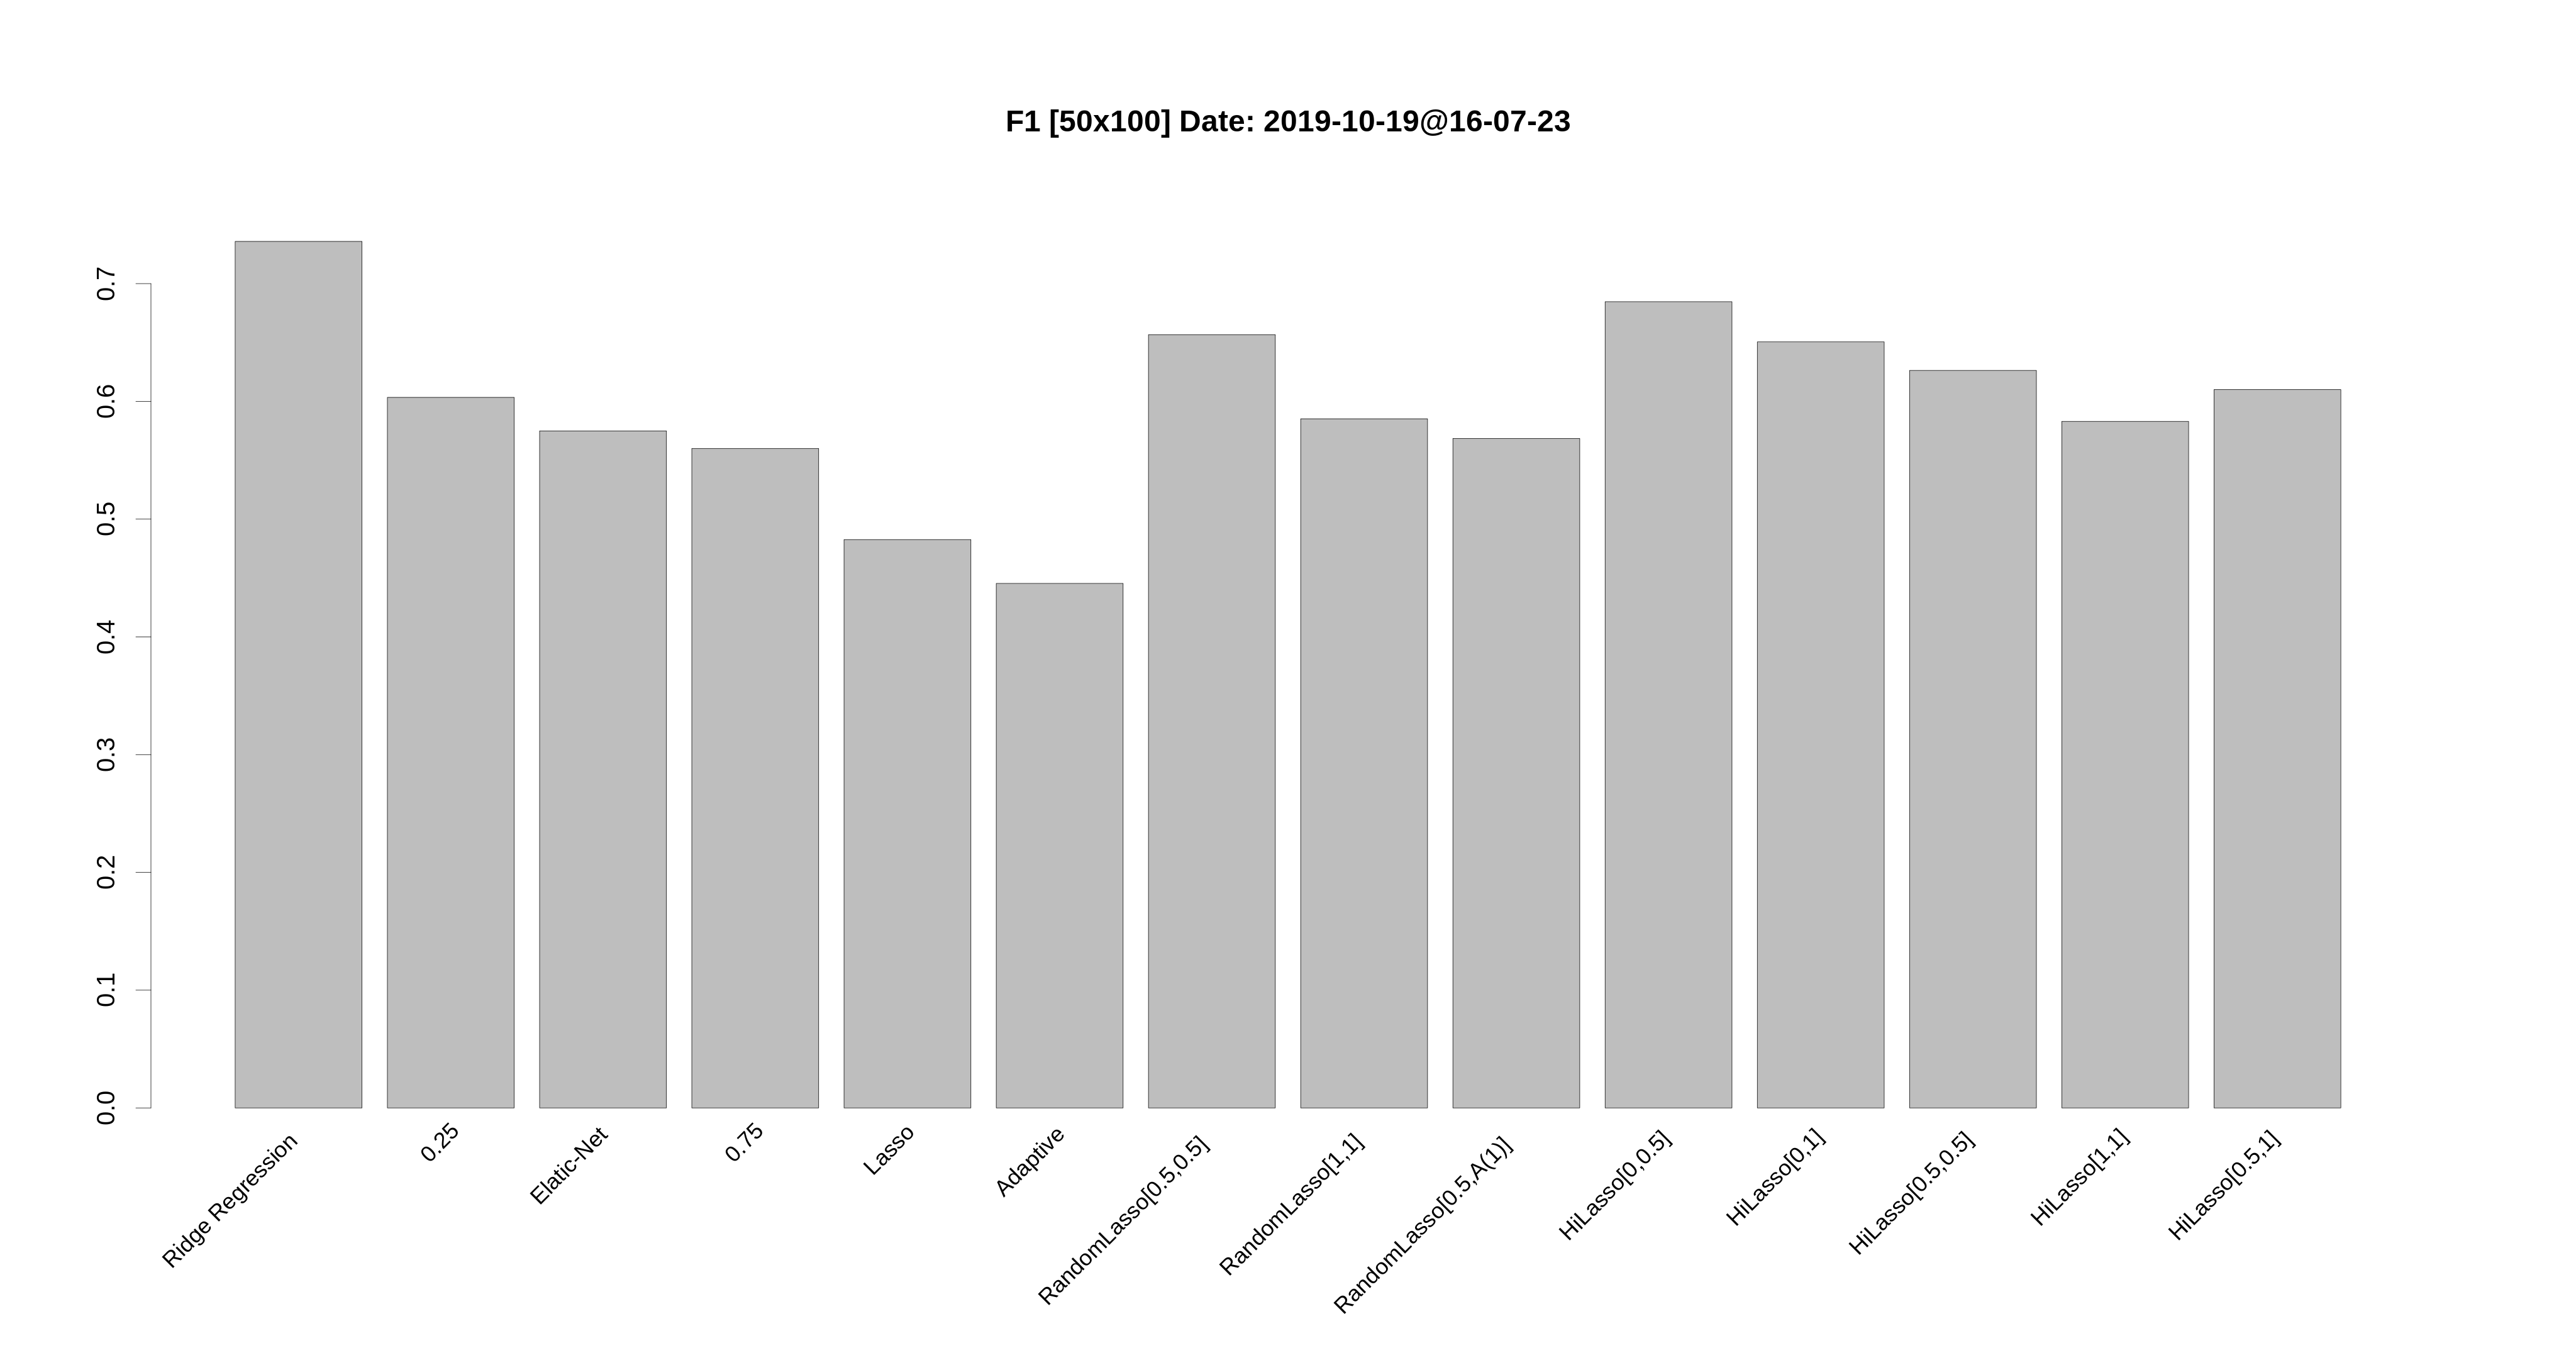 F1 [50x100] Date: 2019-10-19@16-07-23
0.7
0.6
0.5
0.4
0.3
0.2
0.1
0.0
Ridge Regression
0.25
Elatic-Net
0.75
Lasso
Adaptive
RandomLasso[0.5,0.5]
RandomLasso[1,1]
RandomLasso[0.5,A(1)]
HiLasso[0,0.5]
HiLasso[0,1]
HiLasso[0.5,0.5]
HiLasso[1,1]
HiLasso[0.5,1]